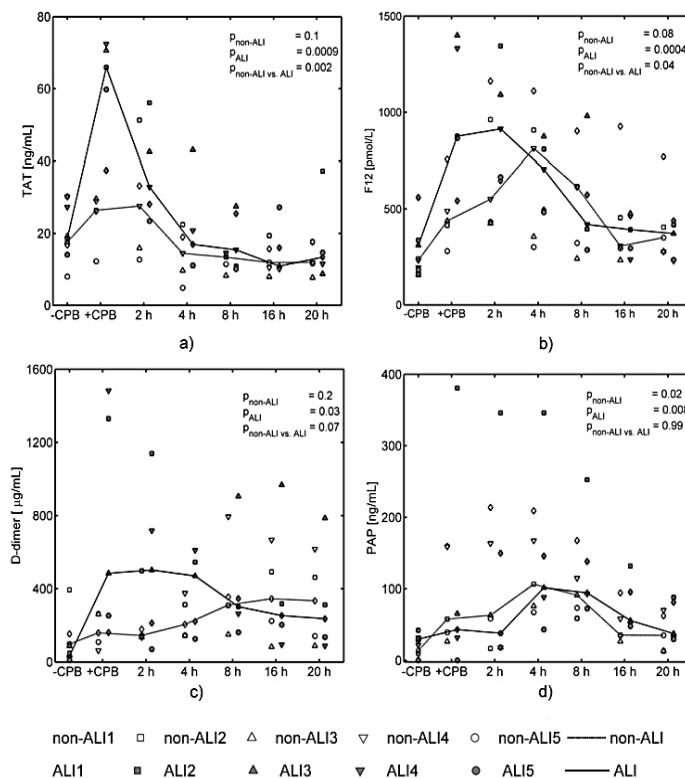 80
60
40
20
0
TAT [ng/mL]
p non-ALI = 0.1
p ALI = 0.0009
p non-ALI vs. ALI = 0.002
-CPB +CPB 2 h 4 h 8 h 16 h 20 h
a)
1500
1000
500
0
F12 [pmol/L]
p non-ALI = 0.08
p ALI = 0.0004
p non-ALI vs. ALI = 0.04
-CPB +CPB 2 h 4 h 8 h 16 h 20 h
b)
1600
1200
800
400
0
D-dimer [ µg/mL]
p non-ALI = 0.2
p ALI = 0.03
p non-ALI vs. ALI = 0.07
-CPB +CPB 2 h 4 h 8 h 16 h 20 h
c)
400
300
200
100
0
PAP [ng/mL]
p non-ALI = 0.02
p ALI = 0.008
p non-ALI vs. ALI = 0.99
-CPB +CPB 2 h 4 h 8 h 16 h 20 h
d)
non-ALI1 non-ALI2 non-ALI3 non-ALI4 non-ALI5 non-ALI
ALI1 ALI2 ALI3 ALI4 ALI5 ALI